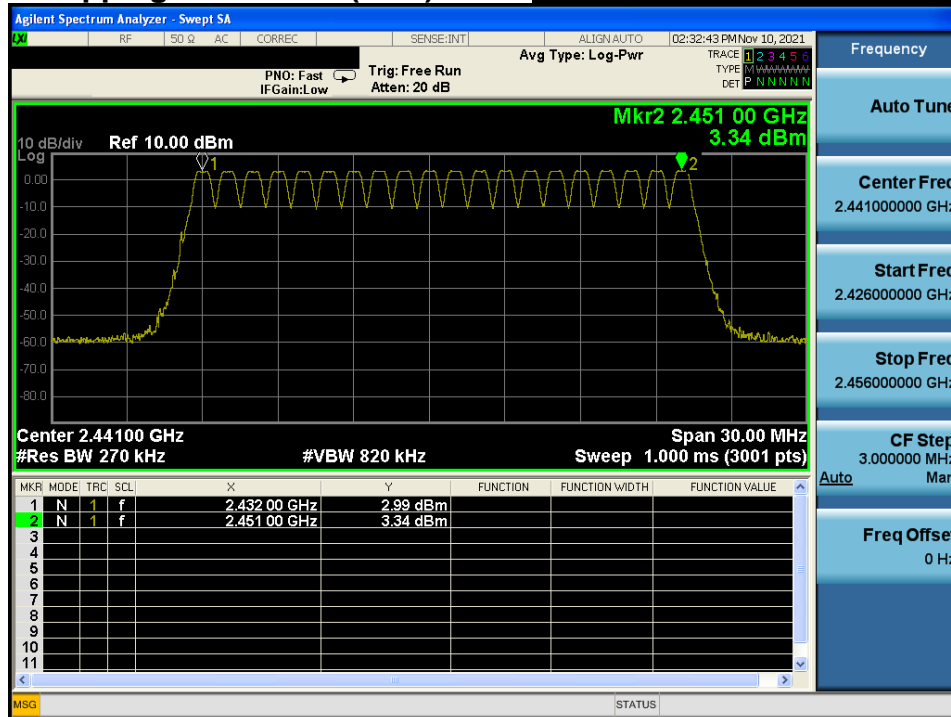 Agilent Spectrum Analyzer - Swept SA
LXI RF 50 Ω AC CORREC SENSE:INT ALIGN AUTO 02:32:43 PM Nov 10, 2021
Frequency
Avg Type: Log-Pwr
TRACE 1 2 3 4 5 6
TYPE M
DET P N N N N N
PNO: Fast
IFGain:Low
Trig: Free Run
Atten: 20 dB
Auto Tune
Mkr2 2.451 00 GHz
3.34 dBm
10 dB/div Ref 10.00 dBm
Log
1
2
0.00
-10.0
-20.0
-30.0
-40.0
-50.0
-60.0
-70.0
-80.0
Center Freq
2.441000000 GHz
Start Freq
2.426000000 GHz
Stop Freq
2.456000000 GHz
Center 2.44100 GHz Span 30.00 MHz
#Res BW 270 kHz #VBW 820 kHz Sweep 1.000 ms (3001 pts)
CF Step
3.000000 MHz
Auto Man
MKR MODE TRC SCL X Y FUNCTION FUNCTION WIDTH FUNCTION VALUE
1 N 1 f 2.432 00 GHz 2.99 dBm
2 N 1 f 2.451 00 GHz 3.34 dBm
3
4
5
6
7
8
9
10
11
Freq Offset
0 Hz
MSG STATUS